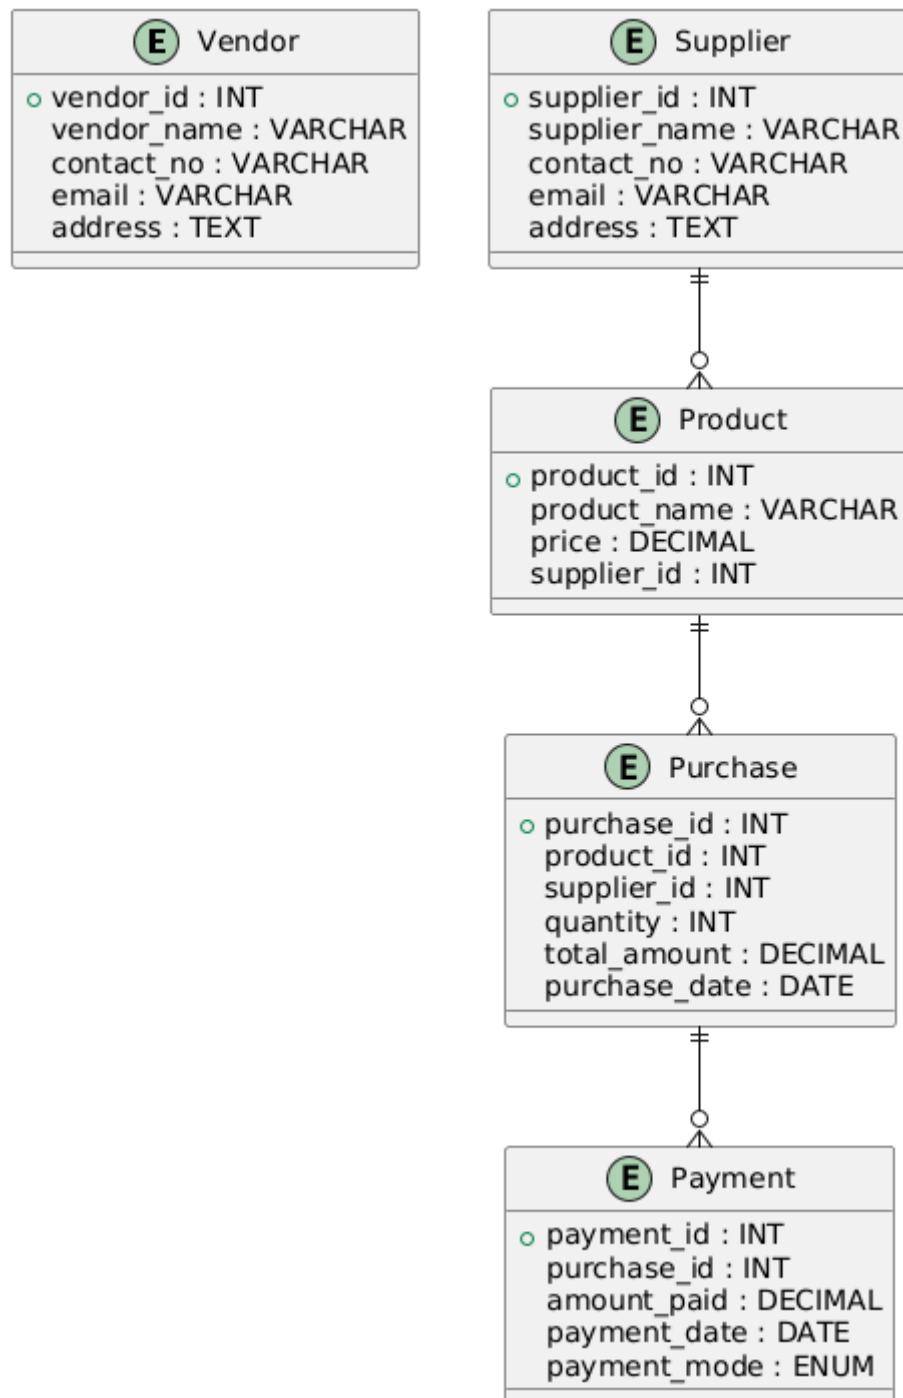 E Vendor
vendor_id : INT
vendor_name : VARCHAR
contact_no : VARCHAR
email : VARCHAR
address : TEXT
E Supplier
supplier_id : INT
supplier_name : VARCHAR
contact_no : VARCHAR
email : VARCHAR
address : TEXT
E Product
product_id : INT
product_name : VARCHAR
price : DECIMAL
supplier_id : INT
E Purchase
purchase_id : INT
product_id : INT
supplier_id : INT
quantity : INT
total_amount : DECIMAL
purchase_date : DATE
E Payment
payment_id : INT
purchase_id : INT
amount_paid : DECIMAL
payment_date : DATE
payment_mode : ENUM